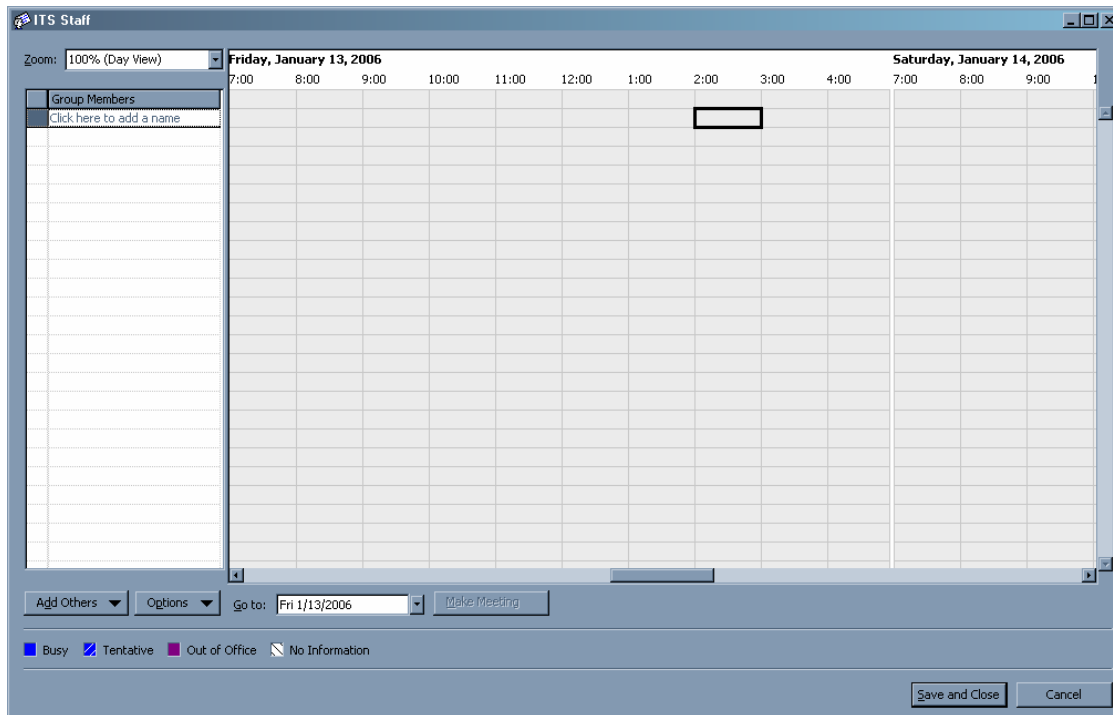 ITS Staff
Zoom: 100% (Day View)
Friday, January 13, 2006 Saturday, January 14, 2006
7:00 8:00 9:00 10:00 11:00 12:00 1:00 2:00 3:00 4:00 7:00 8:00 9:00 1
Group Members
Click here to add a name
Add Others Options Go to: Fri 1/13/2006 Make Meeting
Busy Tentative Out of Office No Information
Save and Close Cancel